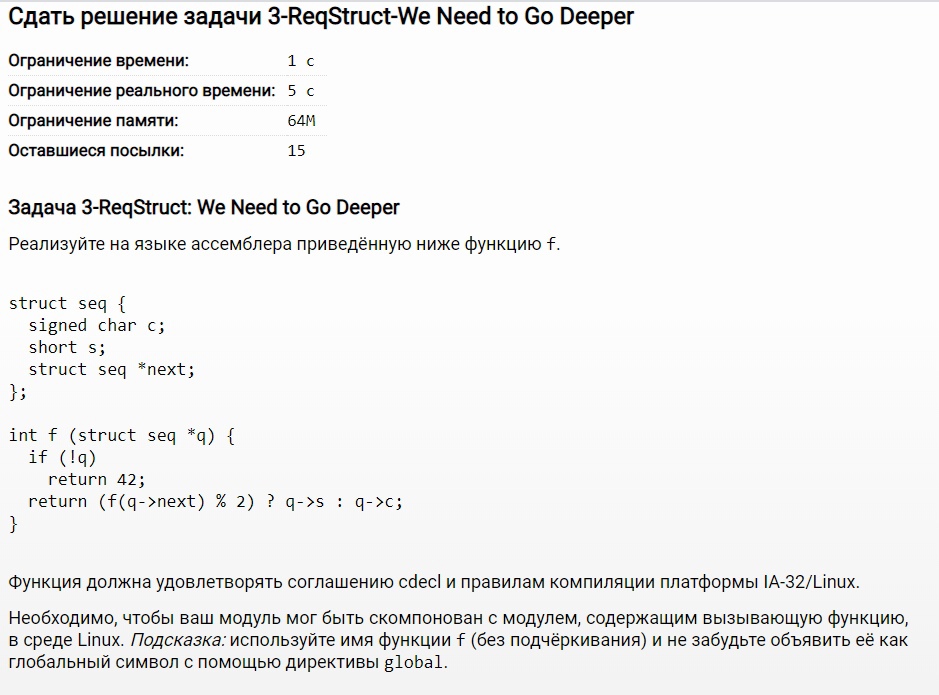 Сдать решение задачи 3-ReqStruct-We Need to Go Deeper
Ограничение времени: 1 с
Ограничение реального времени: 5 с
Ограничение памяти: 64M
Оставшиеся посылки: 15
Задача 3-ReqStruct: We Need to Go Deeper
Реализуйте на языке ассемблера приведённую ниже функцию f.
struct seq {
  signed char c;
  short s;
  struct seq *next;
};
int f (struct seq *q) {
  if (!q)
    return 42;
  return (f(q->next) % 2) ? q->s : q->c;
}
Функция должна удовлетворять соглашению cdecl и правилам компиляции платформы IA-32/Linux.
Необходимо, чтобы ваш модуль мог быть скомпонован с модулем, содержащим вызывающую функцию,
в среде Linux. Подсказка: используйте имя функции f (без подчёркивания) и не забудьте объявить её как
глобальный символ с помощью директивы global.